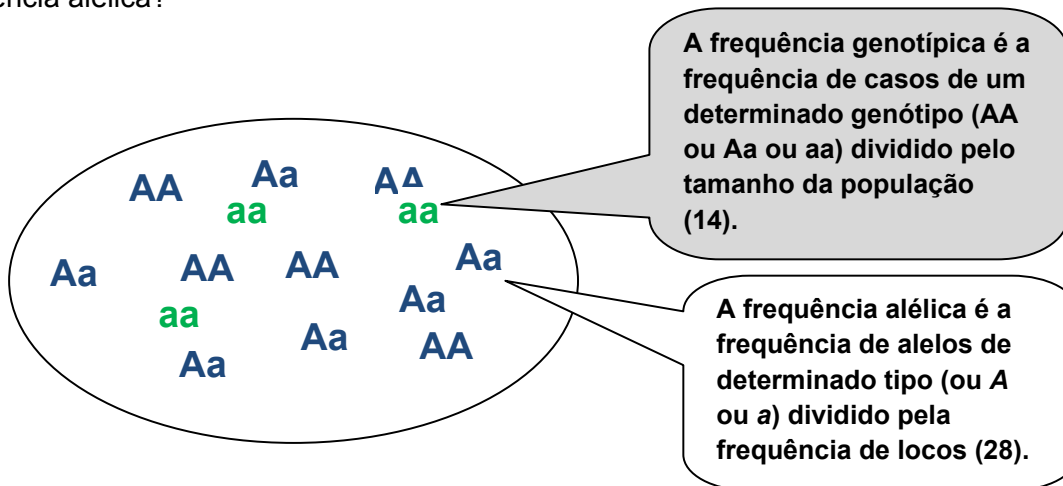 ência alélica?
A frequência genotípica é a
frequência de casos de um
determinado genótipo (AA
ou Aa ou aa) dividido pelo
tamanho da população
(14).
AA
Aa
AA
aa
aa
Aa
AA
AA
Aa
aa
Aa
Aa
Aa
AA
A frequência alélica é a
frequência de alelos de
determinado tipo (ou A
ou a) dividido pela
frequência de locos (28).